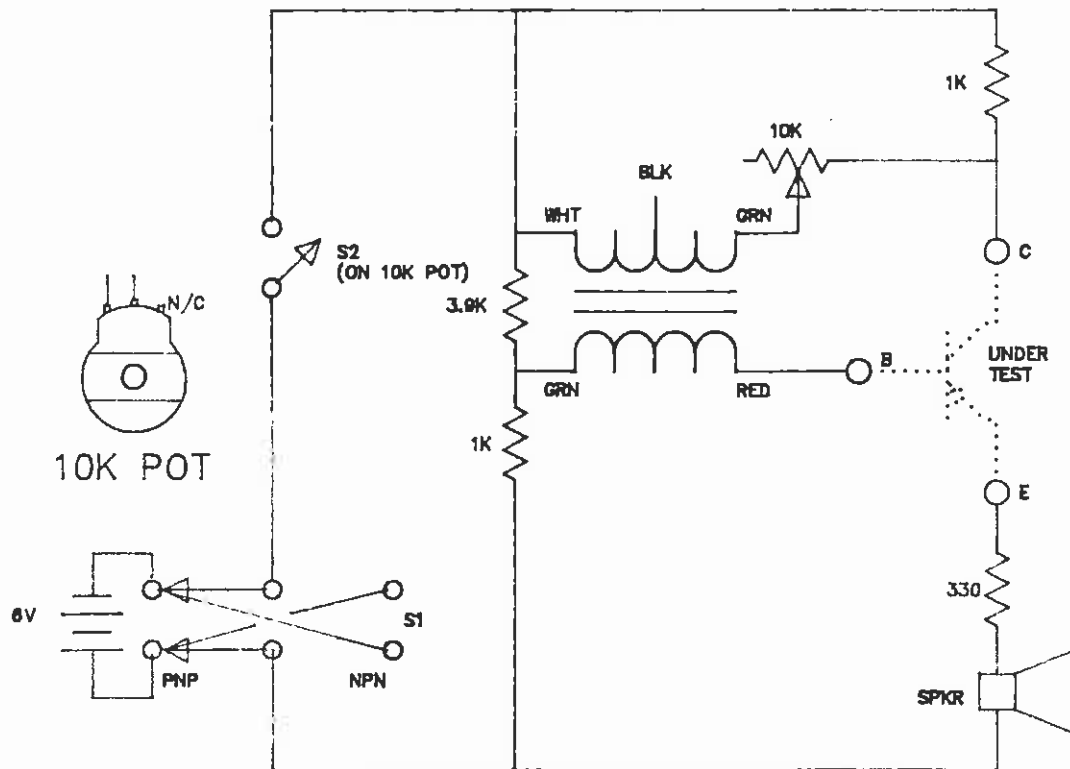 1K
10K
BLK
WHT
GRN
S2
(ON 10K POT)
C
N/C
3.9K
B
UNDER
TEST
GRN
RED
1K
10K POT
E
330
6V
S1
PNP
NPN
SPKR